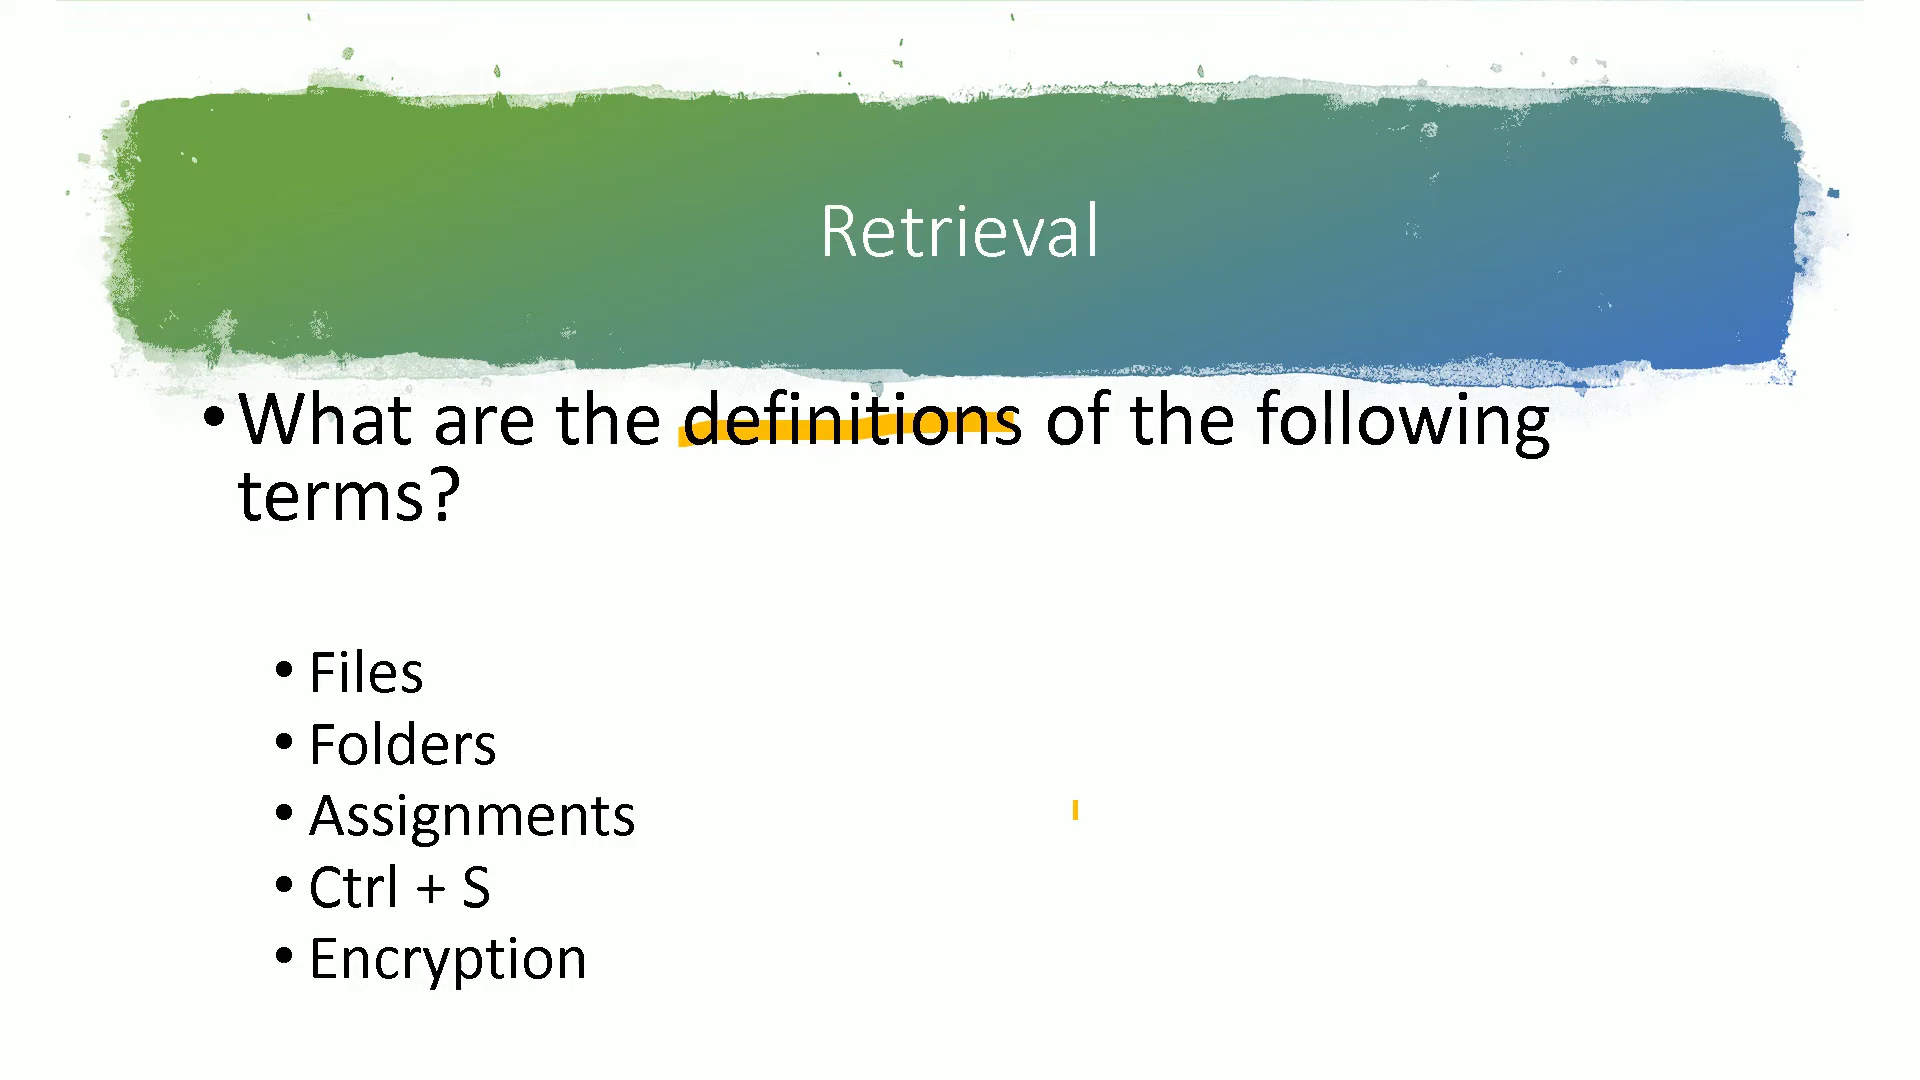 Retrieval
• What are the definitions of the following
terms?
• Files
• Folders
• Assignments
• Ctrl + S
• Encryption